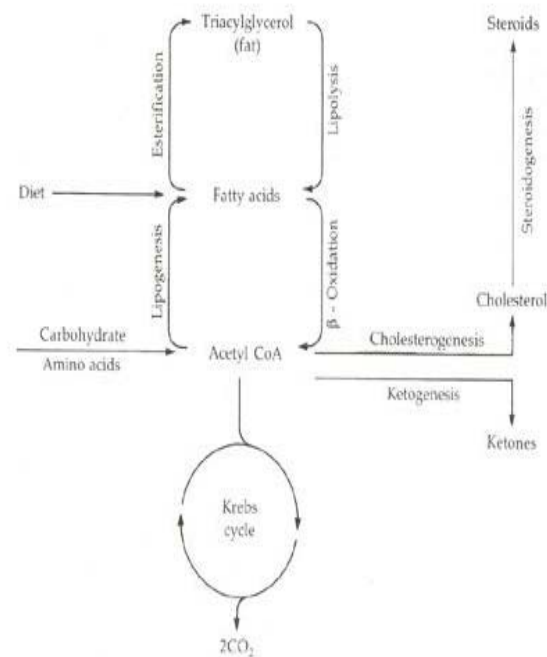 Triacylglycerol
(fat)
Steroids
Esterification
Lipolysis
Steroidogenesis
Diet
Fatty acids
Lipogenesis
β - Oxidation
Cholesterol
Carbohydrate
Amino acids
Acetyl CoA
Cholesterogenesis
Ketogenesis
Ketones
Krebs
cycle
2CO₂